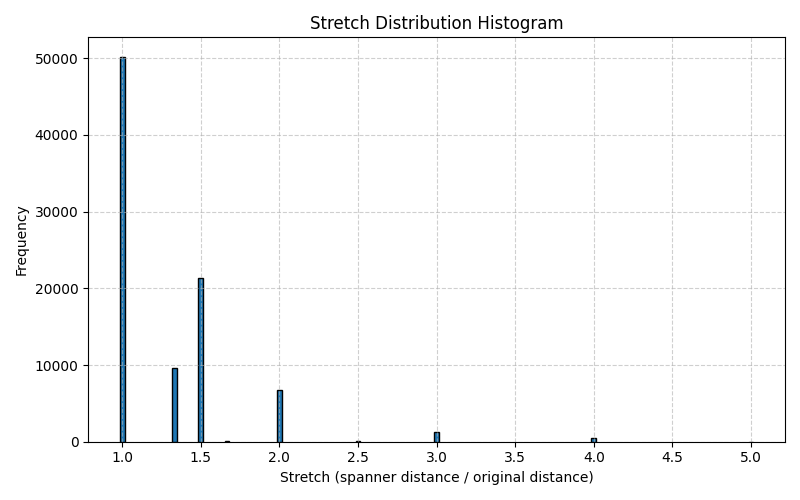 Stretch Distribution Histogram
Frequency
50000
40000
30000
20000
10000
0
1.0 1.5 2.0 2.5 3.0 3.5 4.0 4.5 5.0
Stretch (spanner distance / original distance)